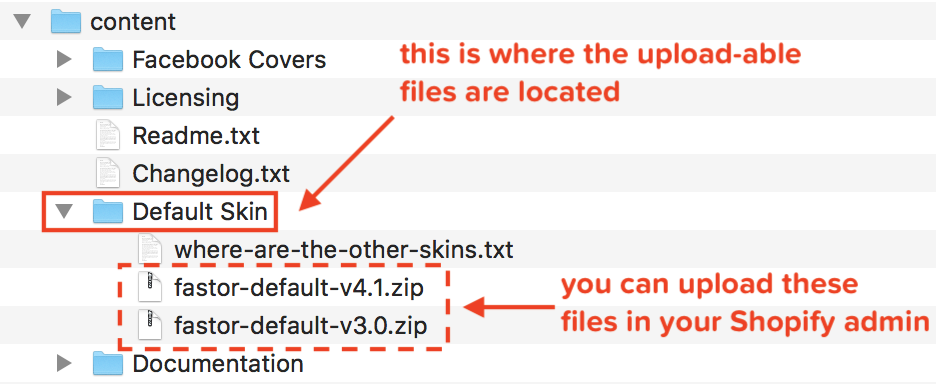 content
Facebook Covers
this is where the upload-able
files are located
Licensing
Readme.txt
Changelog.txt
Default Skin
where-are-the-other-skins.txt
fastor-default-v4.1.zip
fastor-default-v3.0.zip
you can upload these
files in your Shopify admin
Documentation